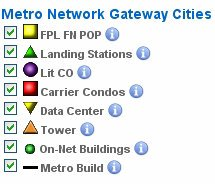 Metro Network Gateway Cities
FPL FN POP
Landing Stations
Lit CO
Carrier Condos
Data Center
Tower
On-Net Buildings
Metro Build